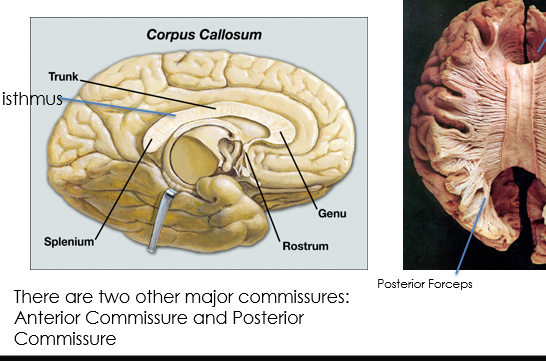 Corpus Callosum
Trunk
isthmus
Genu
Splenium
Rostrum
Posterior Forceps
There are two other major commissures:
Anterior Commissure and Posterior
Commissure